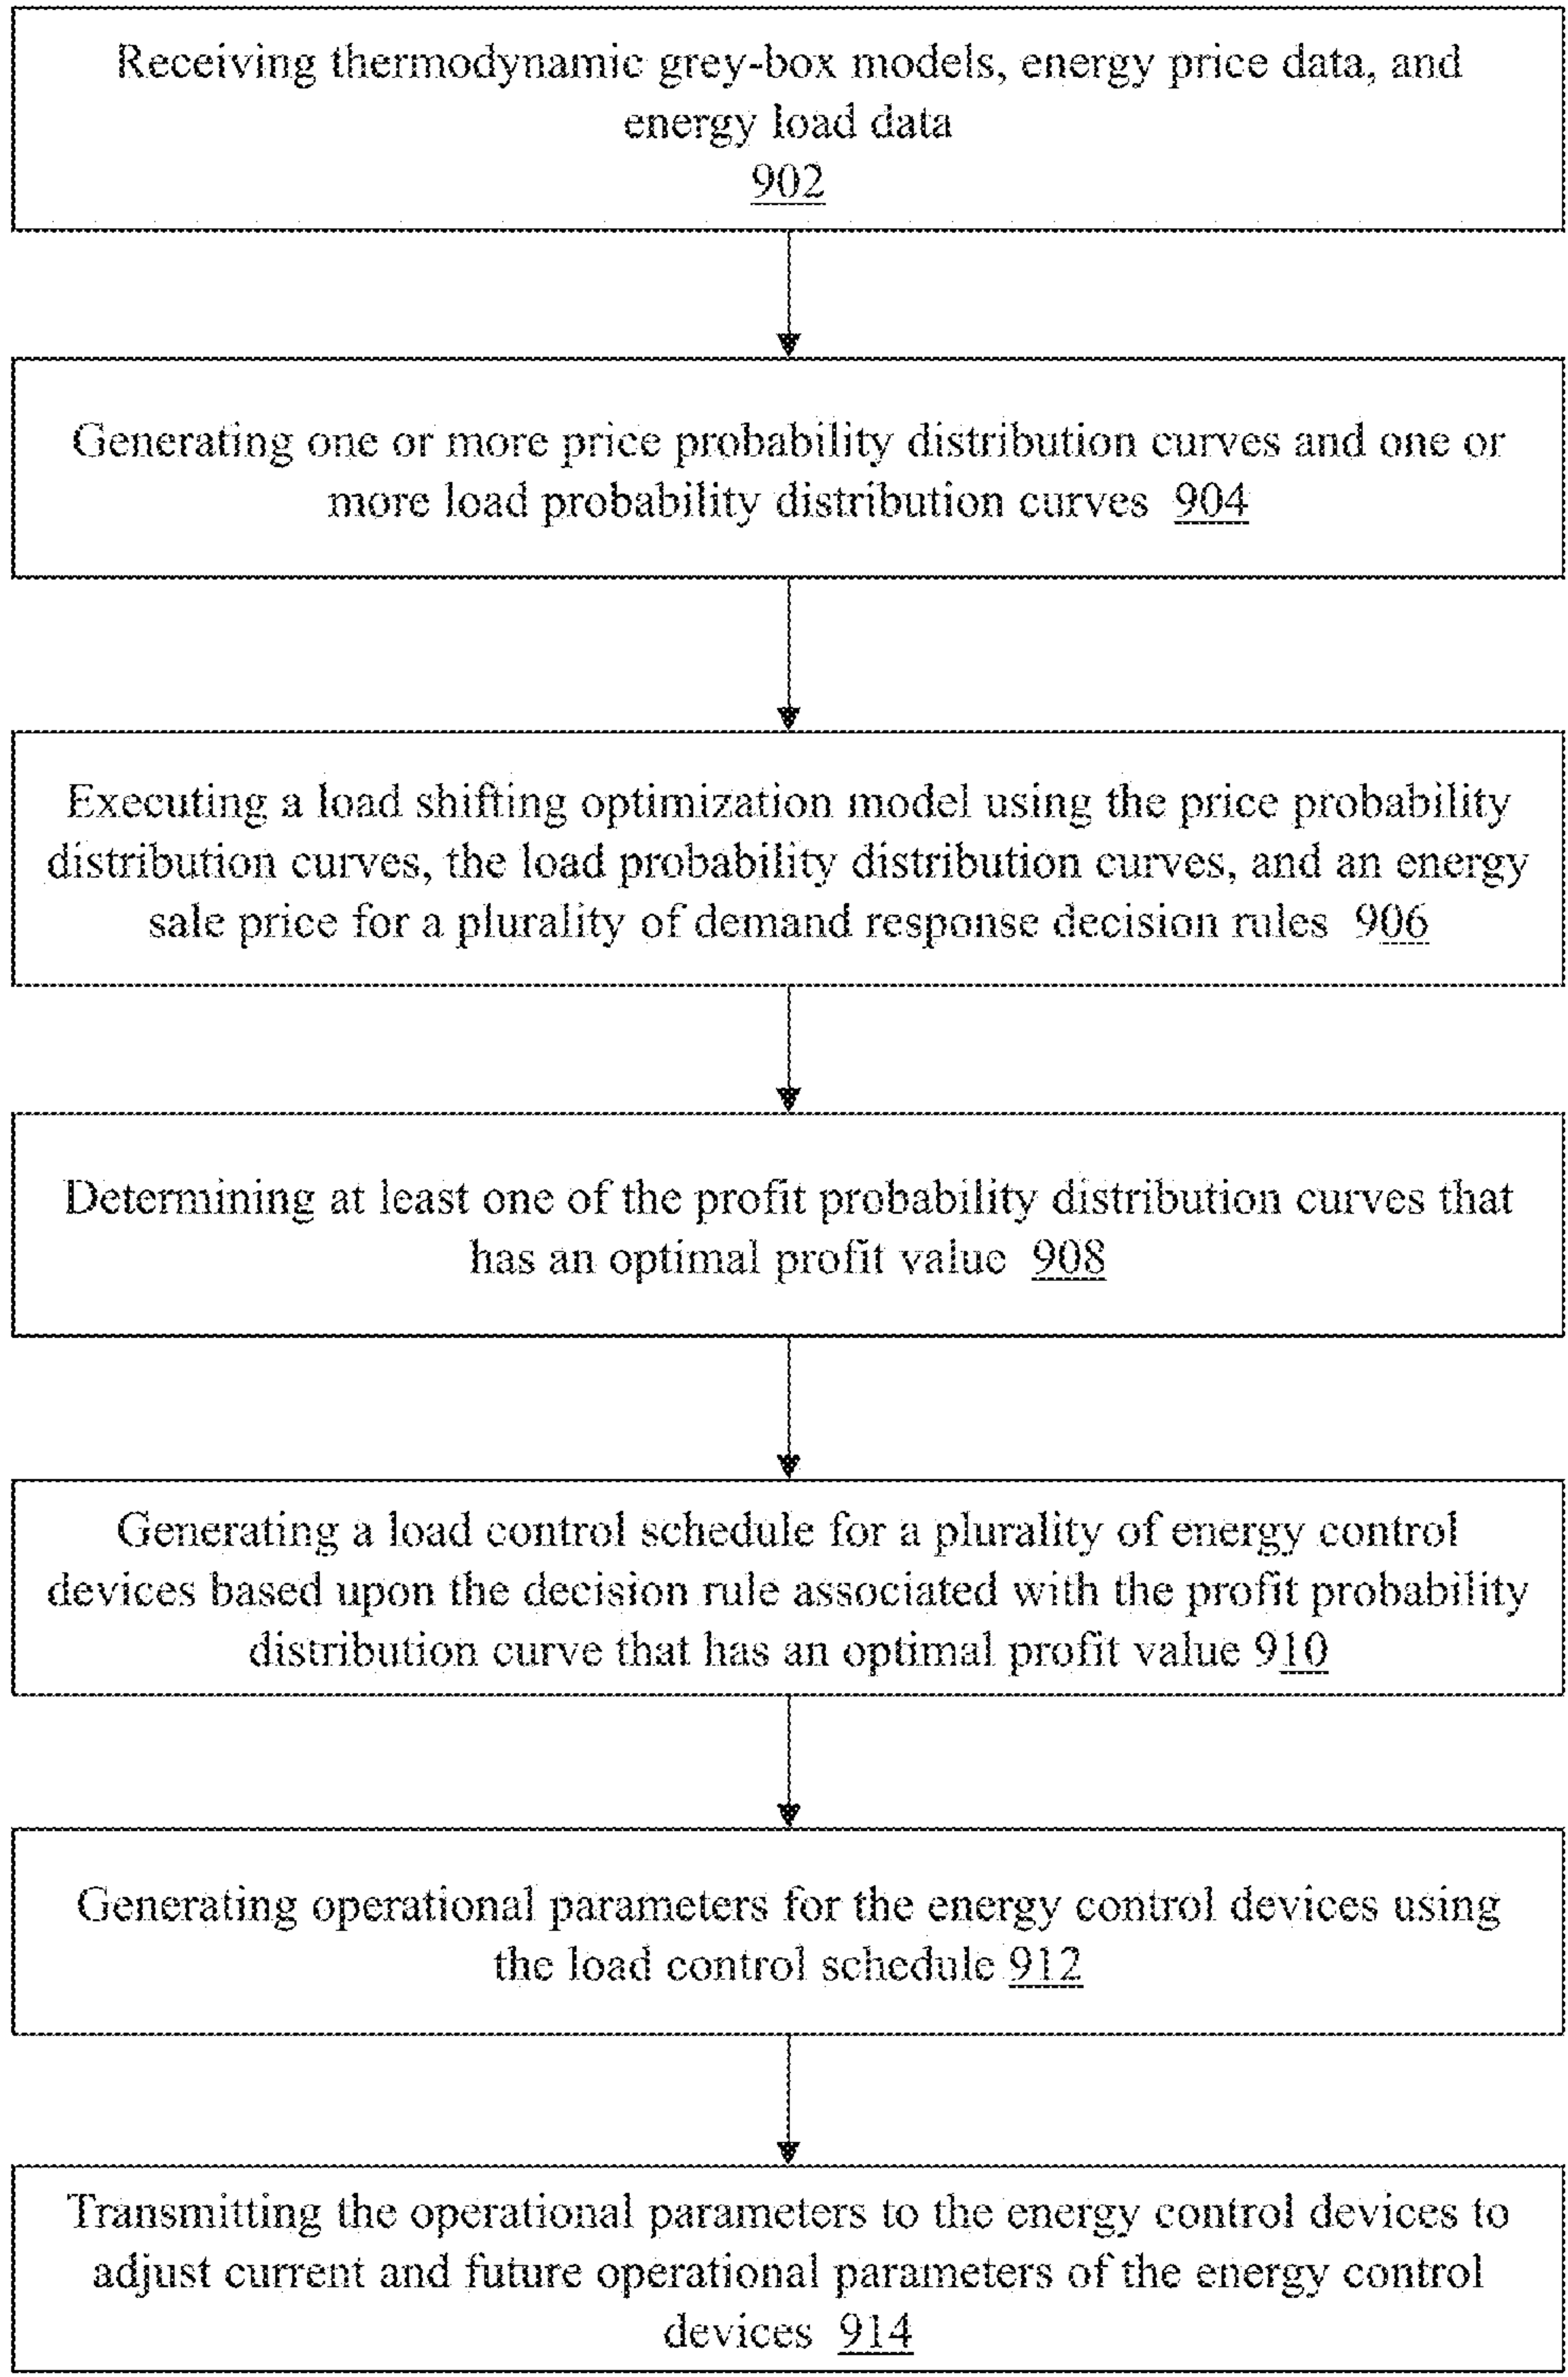 Receiving thermodynamic grey-box models, energy price data, and
energy load data
902
Generating one or more price probability distribution curves and one or
more load probability distribution curves 904
Executing a load shifting optimization model using the price probability
distribution curves, the load probability distribution curves, and an energy
sale price for a plurality of demand response decision rules 906
Determining at least one of the profit probability distribution curves that
has an optimal profit value 908
Generating a load control schedule for a plurality of energy control
devices based upon the decision rule associated with the profit probability
distribution curve that has an optimal profit value 910
Generating operational parameters for the energy control devices using
the load control schedule 912
Transmitting the operational parameters to the energy control devices to
adjust current and future operational parameters of the energy control
devices 914